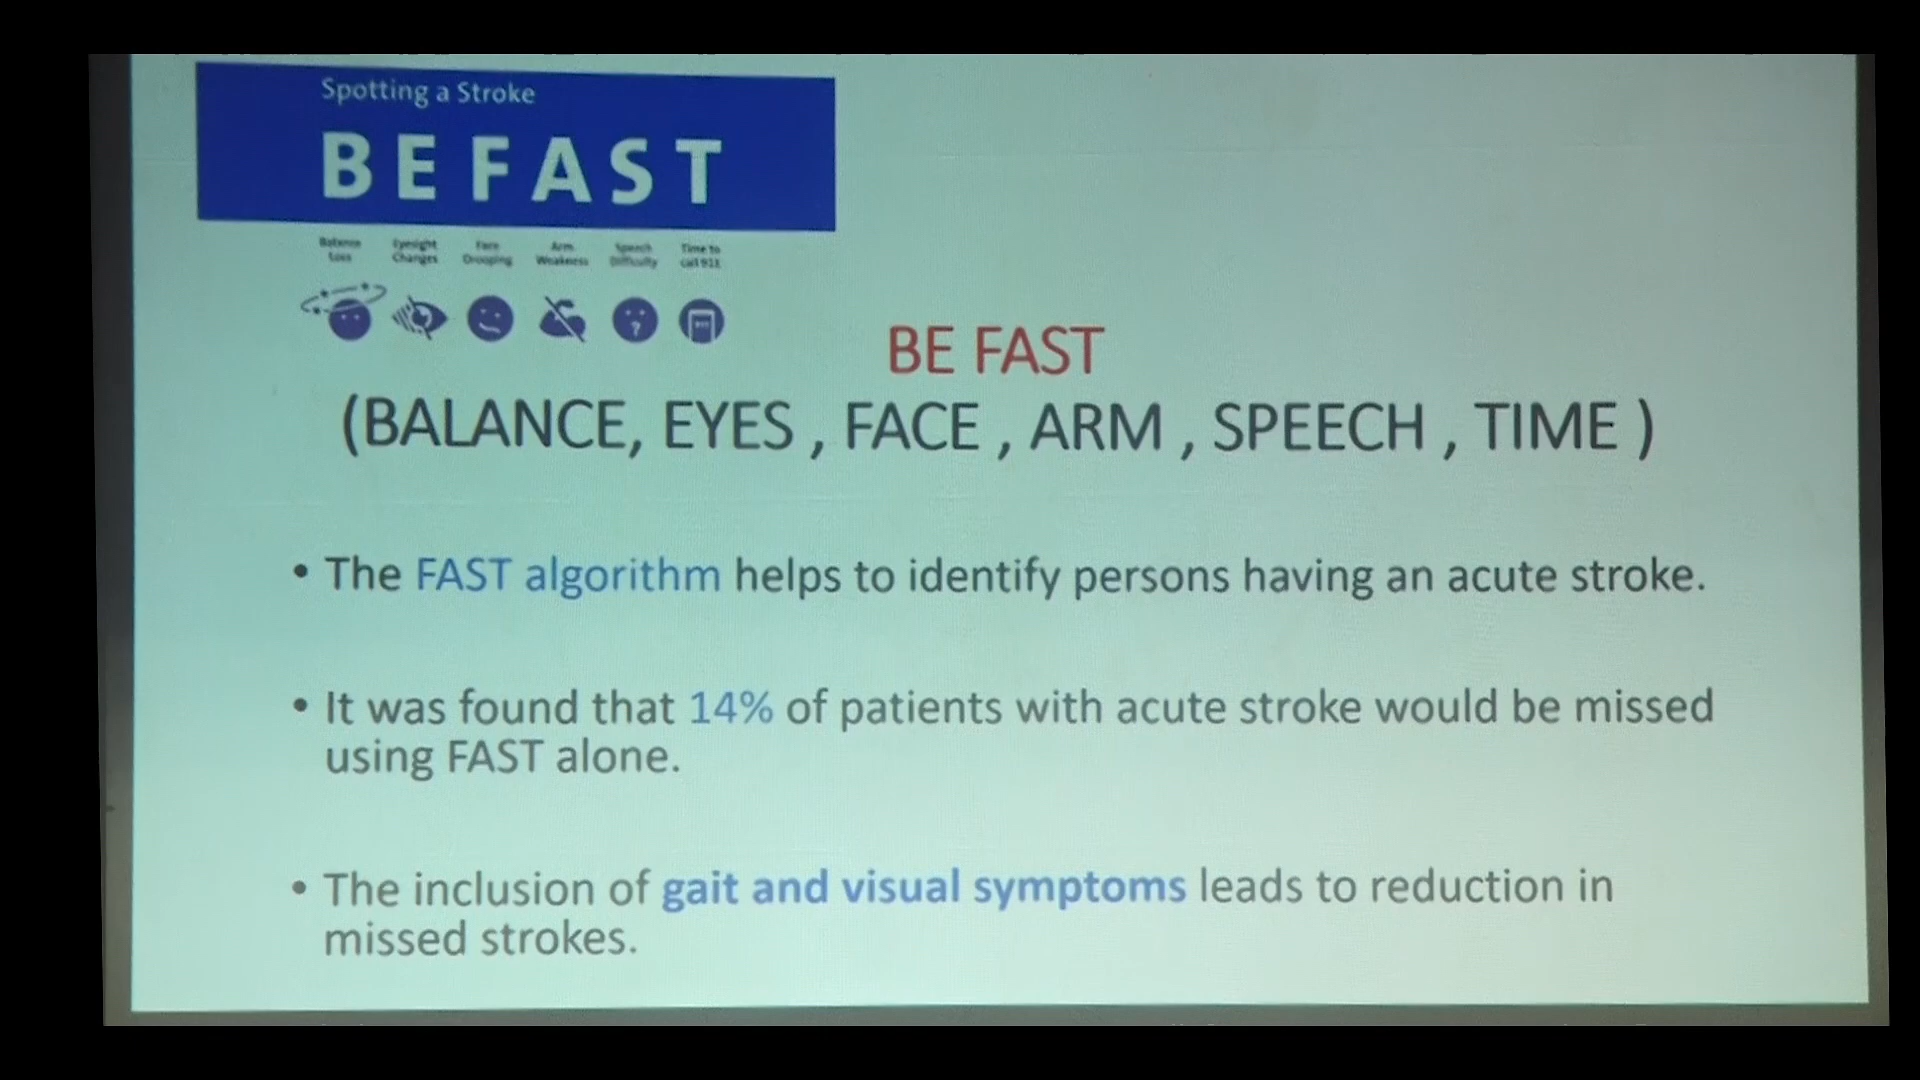 Spotting a Stroke
BEFAST
Balance Eyesight Face Arm Speech Time to
Loss Changes Drooping Weakness Difficulty call 911
BE FAST
(BALANCE, EYES , FACE , ARM , SPEECH , TIME )
• The FAST algorithm helps to identify persons having an acute stroke.
• It was found that 14% of patients with acute stroke would be missed
using FAST alone.
• The inclusion of gait and visual symptoms leads to reduction in
missed strokes.